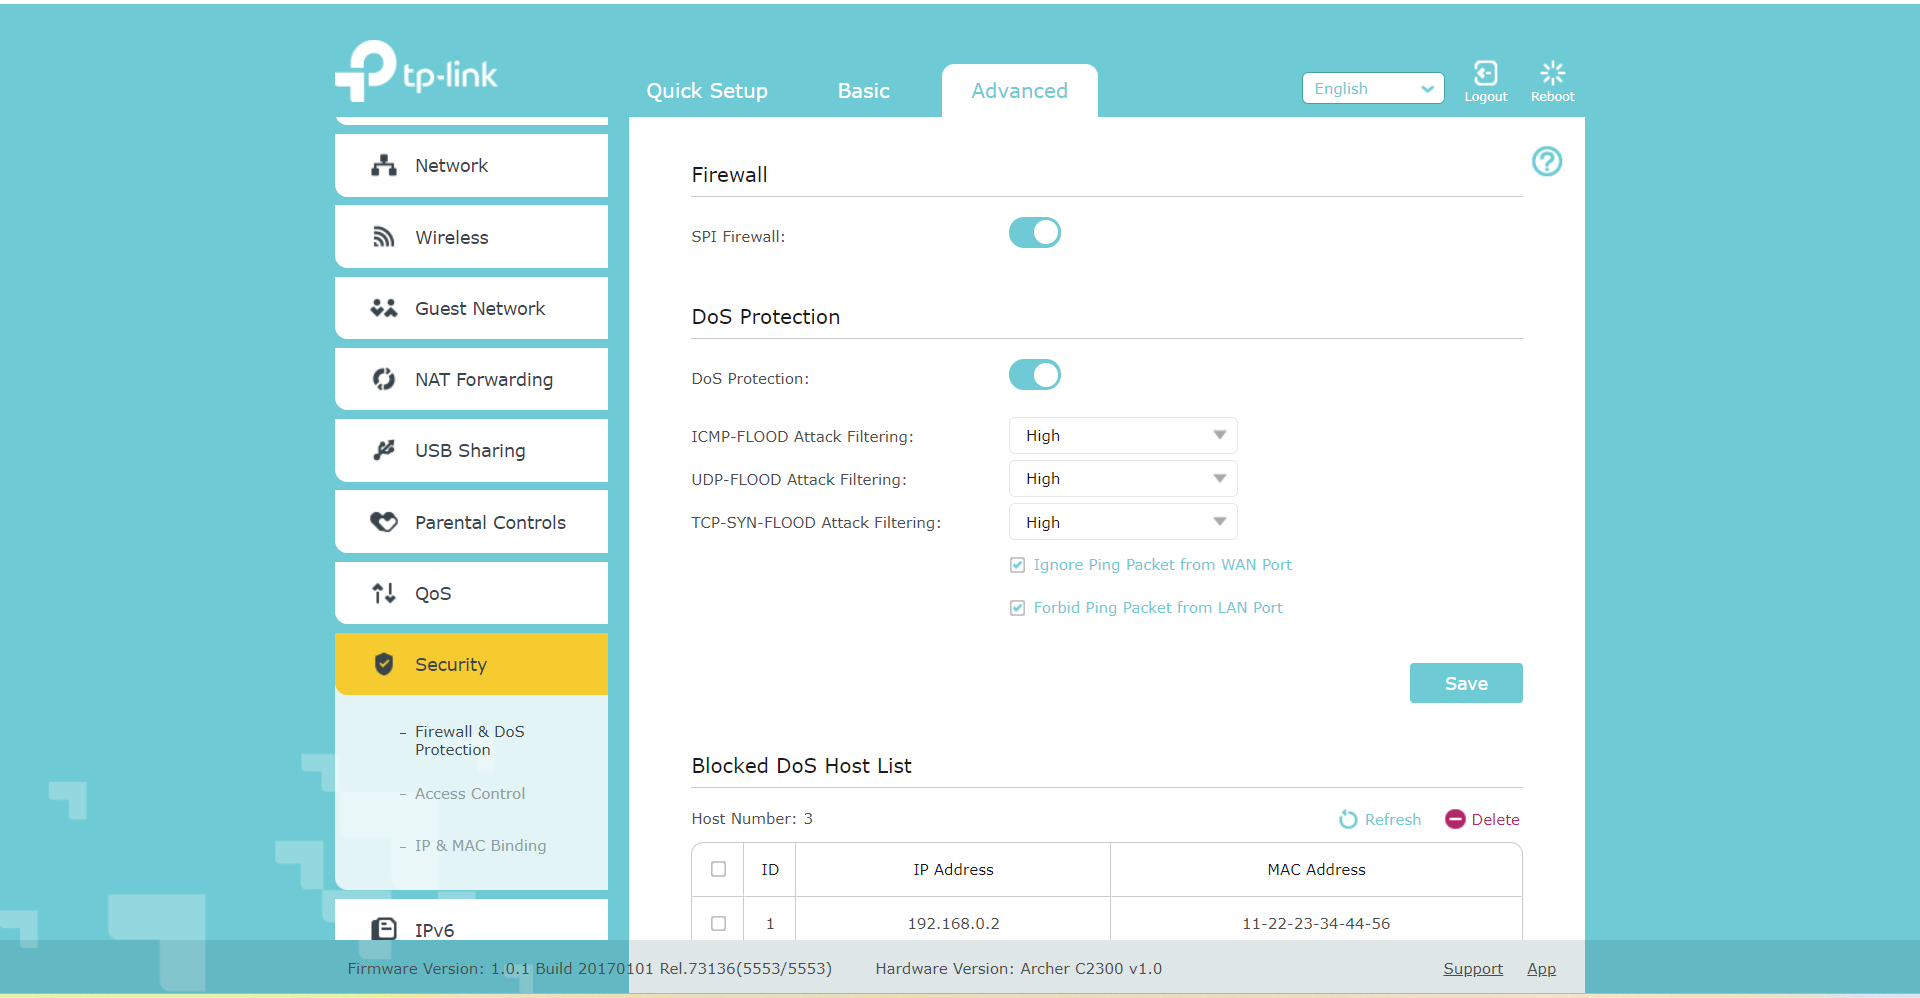 tp-link
Quick Setup Basic Advanced English Logout Reboot
Network
Wireless
Guest Network
NAT Forwarding
USB Sharing
Parental Controls
QoS
Security
– Firewall & DoS
Protection
– Access Control
– IP & MAC Binding
IPv6
Firewall
SPI Firewall:
DoS Protection
DoS Protection:
ICMP-FLOOD Attack Filtering: High
UDP-FLOOD Attack Filtering: High
TCP-SYN-FLOOD Attack Filtering: High
Ignore Ping Packet from WAN Port
Forbid Ping Packet from LAN Port
Save
Blocked DoS Host List
Host Number: 3 Refresh Delete
ID IP Address MAC Address
1 192.168.0.2 11-22-23-34-44-56
Firmware Version: 1.0.1 Build 20170101 Rel.73136(5553/5553) Hardware Version: Archer C2300 v1.0 Support App